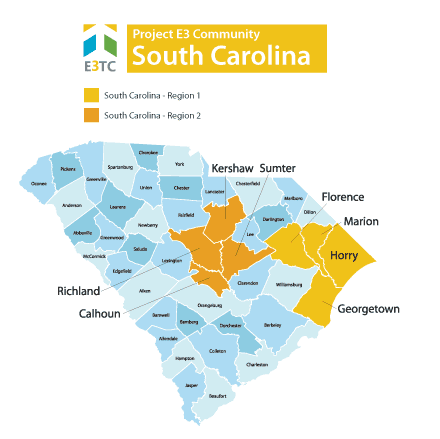 Project E3 Community
South Carolina
E3TC
South Carolina - Region 1
South Carolina - Region 2
Cherokee
Spartanburg
York
Pickens
Greenville
Oconee
Union
Chester
Lancaster
Kershaw
Sumter
Chesterfield
Marlboro
Dillon
Florence
Marion
Horry
Georgetown
Anderson
Laurens
Fairfield
Darlington
Lee
Newberry
Abbeville
Greenwood
Saluda
McCormick
Edgefield
Lexington
Richland
Calhoun
Aiken
Clarendon
Williamsburg
Orangeburg
Barnwell
Bamberg
Dorchester
Berkeley
Allendale
Colleton
Hampton
Charleston
Jasper
Beaufort